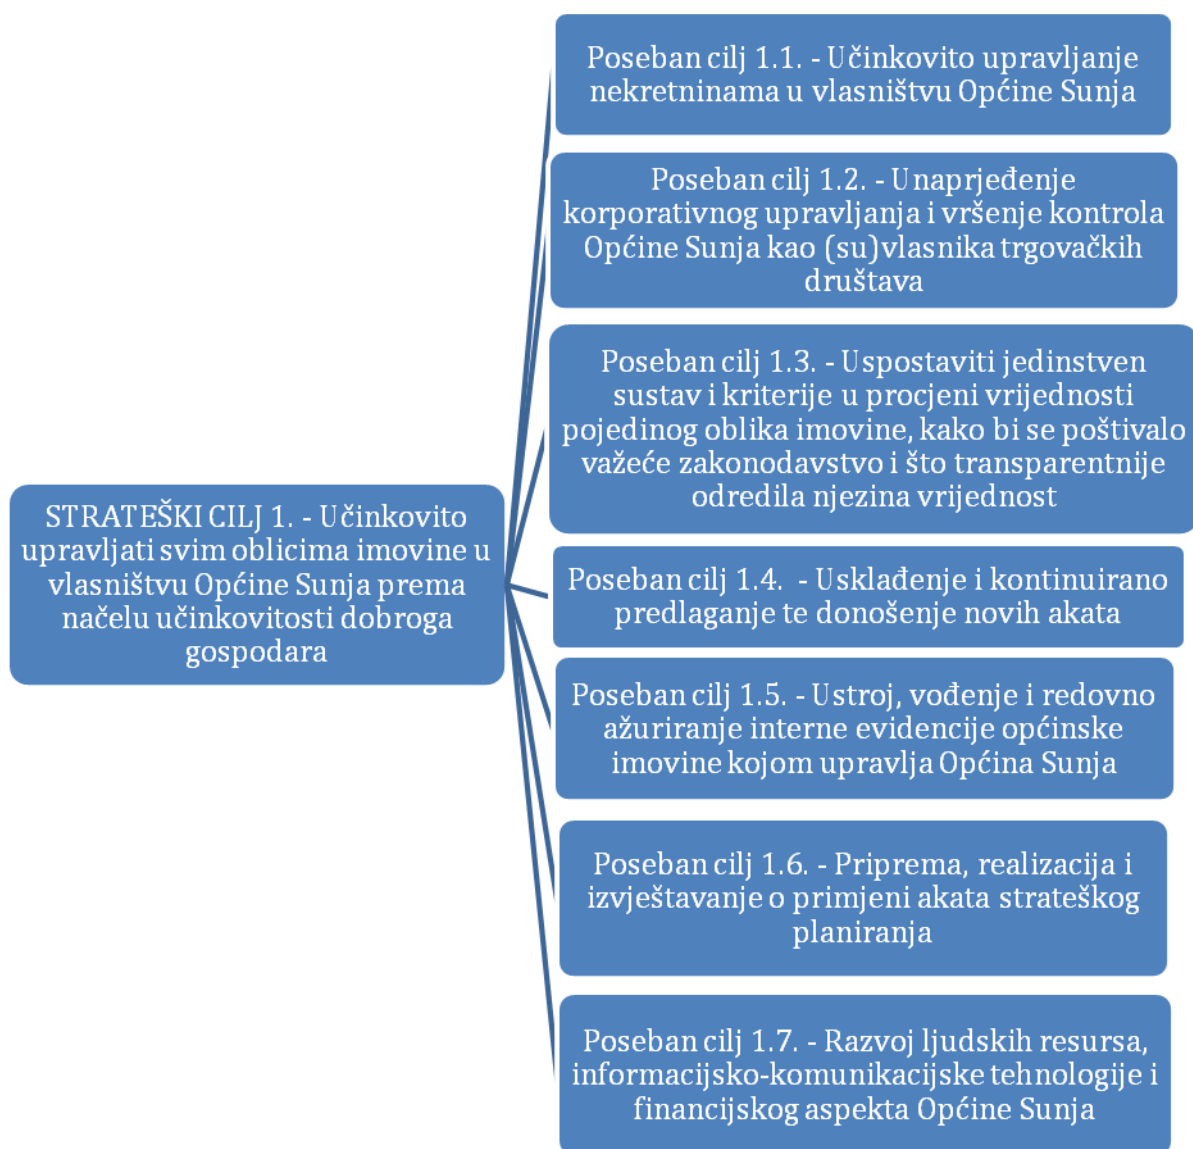 STRATEŠKI CILJ 1. - Učinkovito
upravljati svim oblicima imovine u
vlasništvu Općine Sunja prema
načelu učinkovitosti dobroga
gospodara
Poseban cilj 1.1. - Učinkovito upravljanje
nekretninama u vlasništvu Općine Sunja
Poseban cilj 1.2. - Unaprjeđenje
korporativnog upravljanja i vršenje kontrola
Općine Sunja kao (su)vlasnika trgovačkih
društava
Poseban cilj 1.3. - Uspostaviti jedinstven
sustav i kriterije u procjeni vrijednosti
pojedinog oblika imovine, kako bi se poštivalo
važeće zakonodavstvo i što transparentnije
odredila njezina vrijednost
Poseban cilj 1.4.  - Usklađenje i kontinuirano
predlaganje te donošenje novih akata
Poseban cilj 1.5. - Ustroj, vođenje i redovno
ažuriranje interne evidencije općinske
imovine kojom upravlja Općina Sunja
Poseban cilj 1.6. - Priprema, realizacija i
izvještavanje o primjeni akata strateškog
planiranja
Poseban cilj 1.7. - Razvoj ljudskih resursa,
informacijsko-komunikacijske tehnologije i
financijskog aspekta Općine Sunja